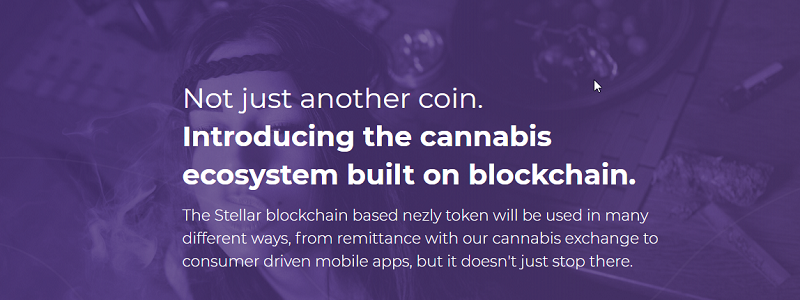 Not just another coin.
Introducing the cannabis
ecosystem built on blockchain.
The Stellar blockchain based nezly token will be used in many
different ways, from remittance with our cannabis exchange to
consumer driven mobile apps, but it doesn't just stop there.